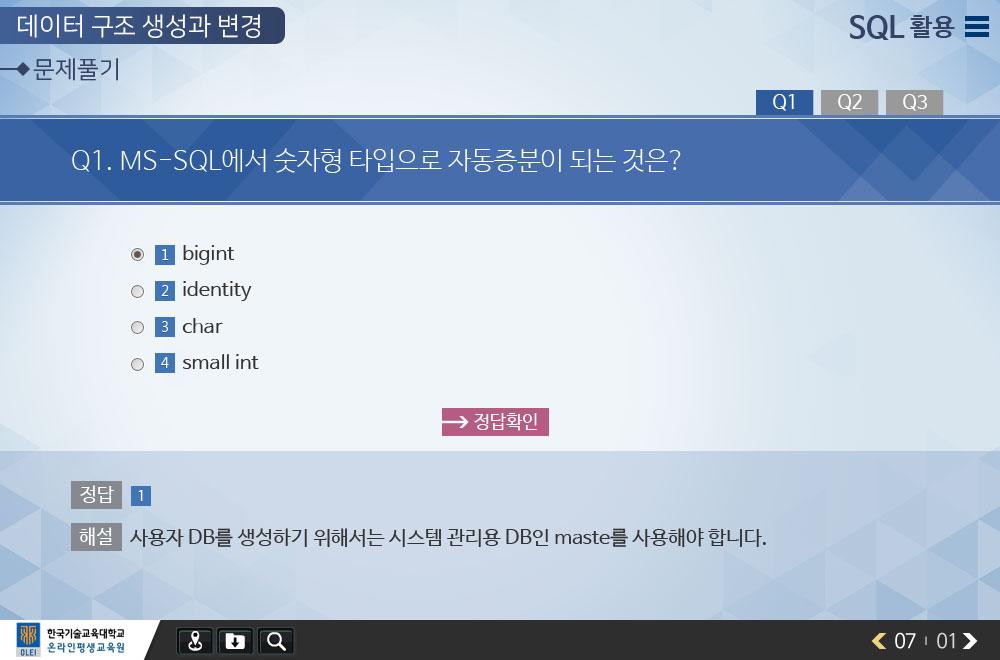 데이터 구조 생성과 변경
SQL 활용
문제풀기
Q1 Q2 Q3
Q1. MS-SQL에서 숫자형 타입으로 자동증분이 되는 것은?
1 bigint
2 identity
3 char
4 small int
정답확인
정답 1
해설 사용자 DB를 생성하기 위해서는 시스템 관리용 DB인 maste를 사용해야 합니다.
한국기술교육대학교
OLEI 온라인평생교육원
07 01